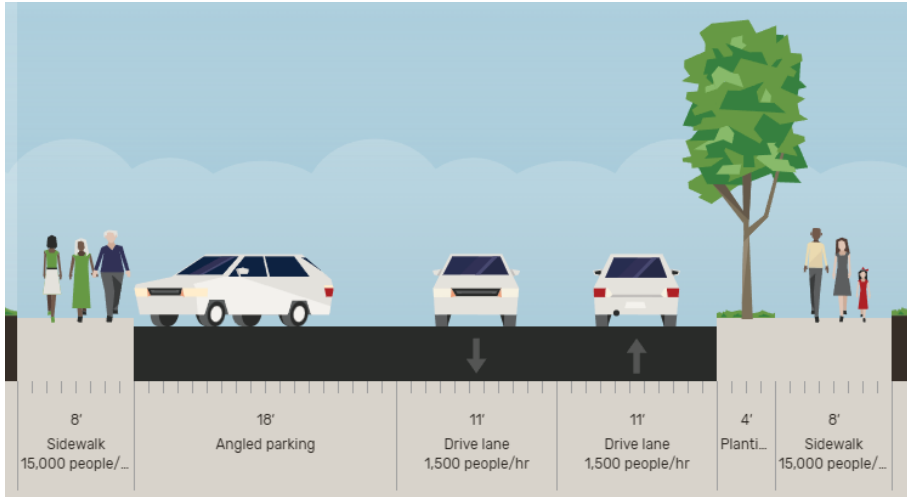 8'
Sidewalk
15,000 people/...
18'
Angled parking
11'
Drive lane
1,500 people/hr
11'
Drive lane
1,500 people/hr
4'
Planti...
8'
Sidewalk
15,000 people/...